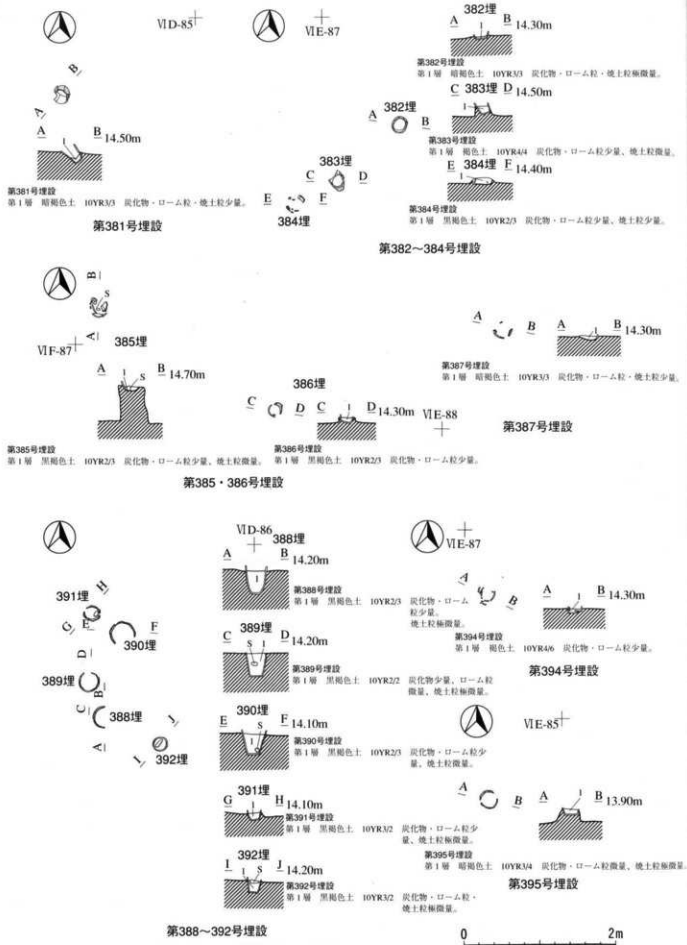 ⅥD-85
B
A
A B 14.50m
1
第381号埋設
第1層 暗褐色土 10YR3/3 炭化物・ローム粒・焼土粒少量。
第381号埋設
ⅥE-87
382埋
A B
383埋
C D
E F
384埋
382埋
A 1 B 14.30m
第382号埋設
第1層 暗褐色土 10YR3/3 炭化物・ローム粒・焼土粒極微量。
C 383埋 D 14.50m
1
第383号埋設
第1層 褐色土 10YR4/4 炭化物・ローム粒少量、焼土粒微量。
E 384埋 F 14.40m
1
第384号埋設
第1層 黒褐色土 10YR2/3 炭化物・ローム粒少量、焼土粒少量。
第382～384号埋設
B
S
A
385埋
ⅥF-87
A 1 S B 14.70m
第385号埋設
第1層 黒褐色土 10YR2/3 炭化物・ローム粒少量、焼土粒微量。
386埋
C D
C 1 D 14.30m
ⅥE-88
第386号埋設
第1層 黒褐色土 10YR2/3 炭化物・ローム粒少量。
第385・386号埋設
A B
A 1 B 14.30m
第387号埋設
第1層 暗褐色土 10YR3/3 炭化物・ローム粒・焼土粒少量。
第387号埋設
ⅥD-86
391埋
H
G
E F
390埋
D
389埋
B
C
388埋
A
J
I
392埋
388埋
A B 14.20m
1
第388号埋設
第1層 黒褐色土 10YR2/3 炭化物・ローム
粒少量。
焼土粒極微量。
389埋
C S 1 D 14.20m
第389号埋設
第1層 黒褐色土 10YR2/2 炭化物少量、ローム粒
微量、焼土粒極微量。
390埋
E S F 14.10m
1
第390号埋設
第1層 黒褐色土 10YR2/3 炭化物・ローム粒少
量、焼土粒微量。
391埋
G 1 H 14.10m
第391号埋設
第1層 黒褐色土 10YR3/2 炭化物・ローム粒少
量、焼土粒極微量。
392埋
I 1 S J 14.20m
第392号埋設
第1層 黒褐色土 10YR3/2 炭化物・ローム粒・
焼土粒極微量。
第388～392号埋設
ⅥE-87
A B
A 1 B 14.30m
第394号埋設
第1層 褐色土 10YR4/6 炭化物・ローム粒少量。
第394号埋設
ⅥE-85
A B
A 1 B 13.90m
第395号埋設
第1層 暗褐色土 10YR3/4 炭化物・ローム粒微量、焼土粒極微量。
第395号埋設
0 2m